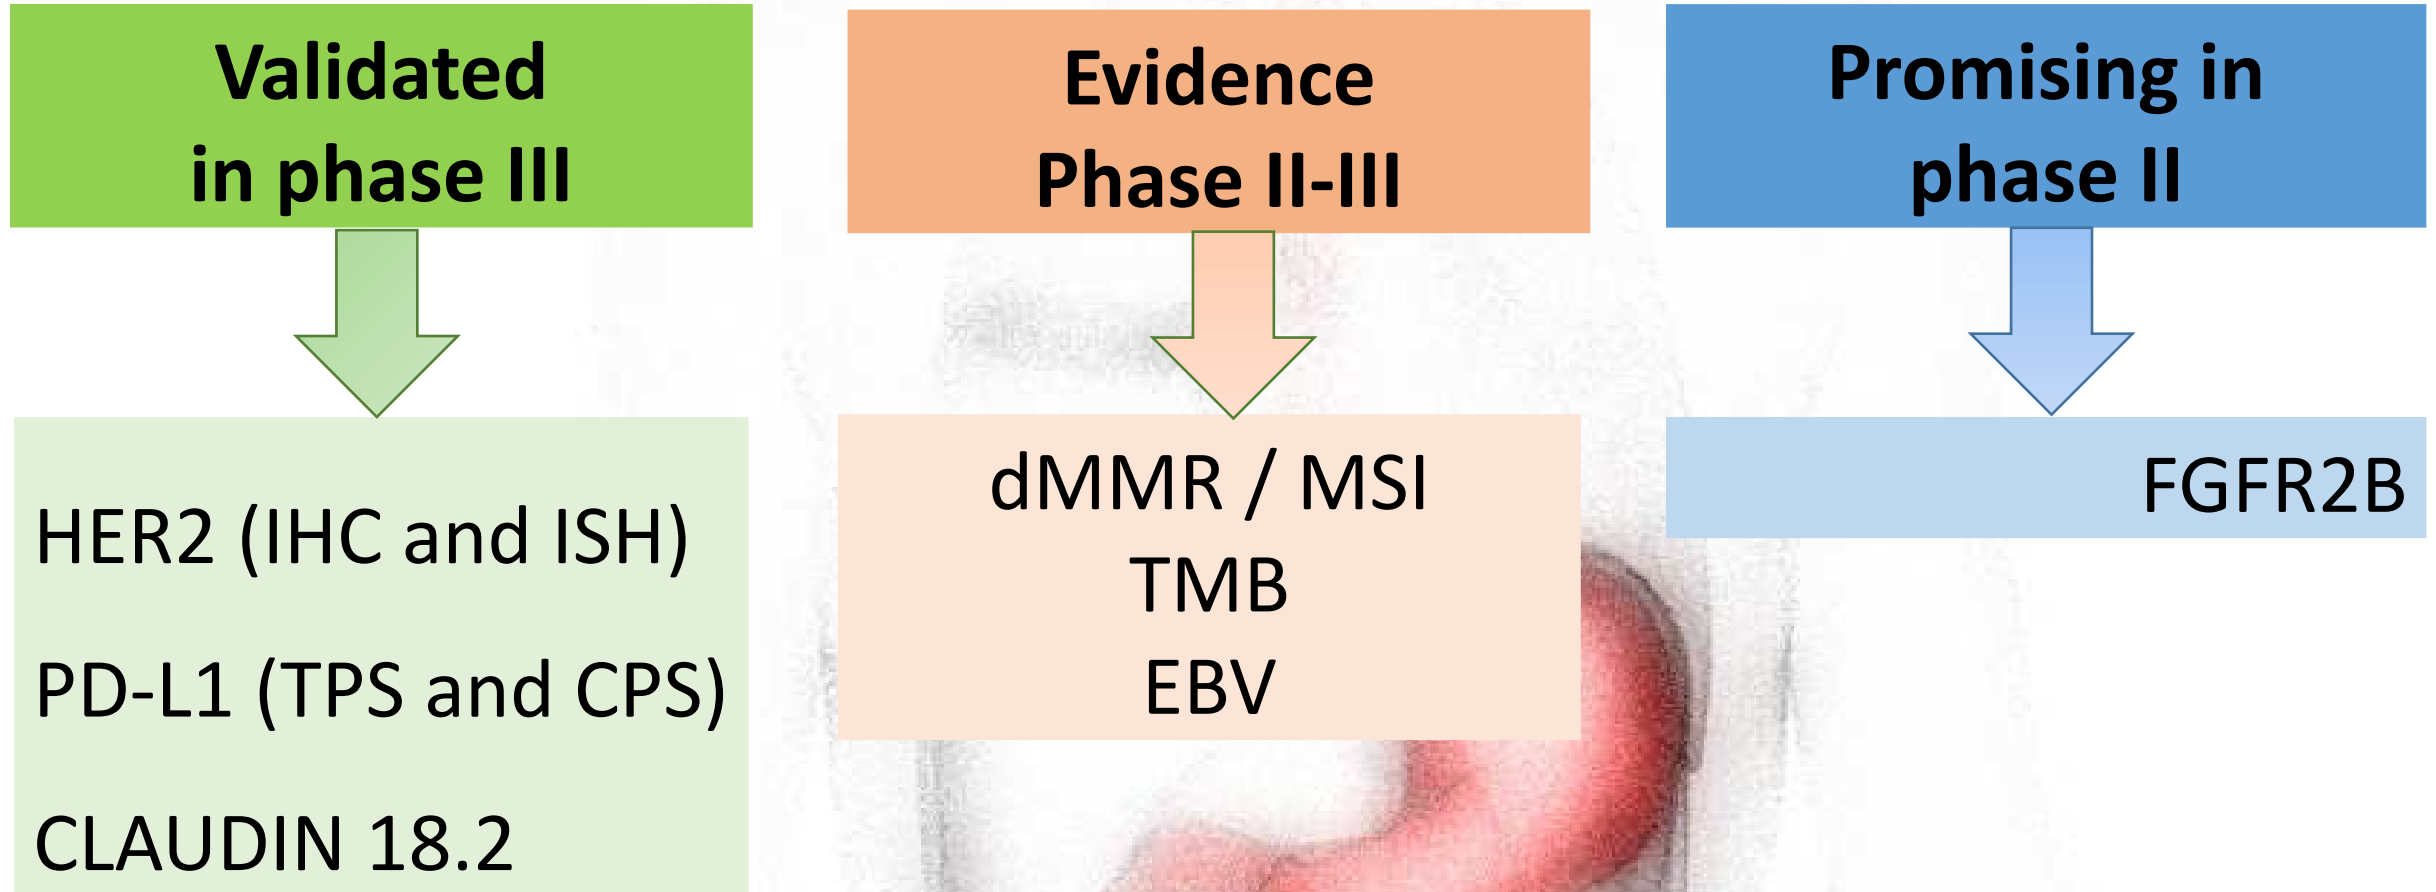 Validated
in phase III
HER2 (IHC and ISH)
PD-L1 (TPS and CPS)
CLAUDIN 18.2
Evidence
Phase II-III
dMMR / MSI
TMB
EBV
Promising in
phase II
FGFR2B